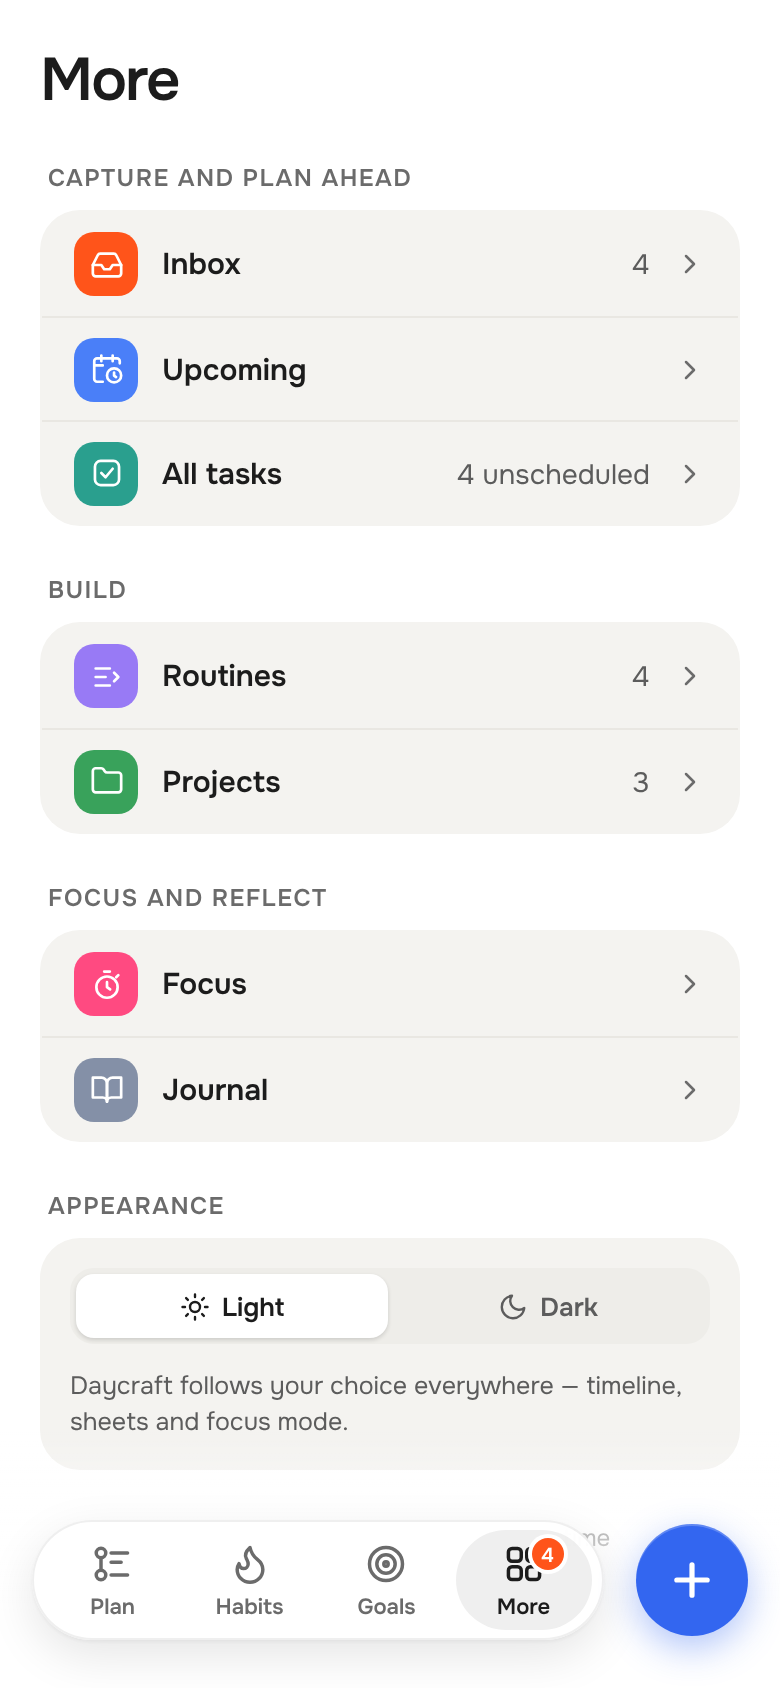 More
CAPTURE AND PLAN AHEAD
Inbox 4
Upcoming
All tasks 4 unscheduled
BUILD
Routines 4
Projects 3
FOCUS AND REFLECT
Focus
Journal
APPEARANCE
Light Dark
Daycraft follows your choice everywhere — timeline,
sheets and focus mode.
4
Plan Habits Goals More